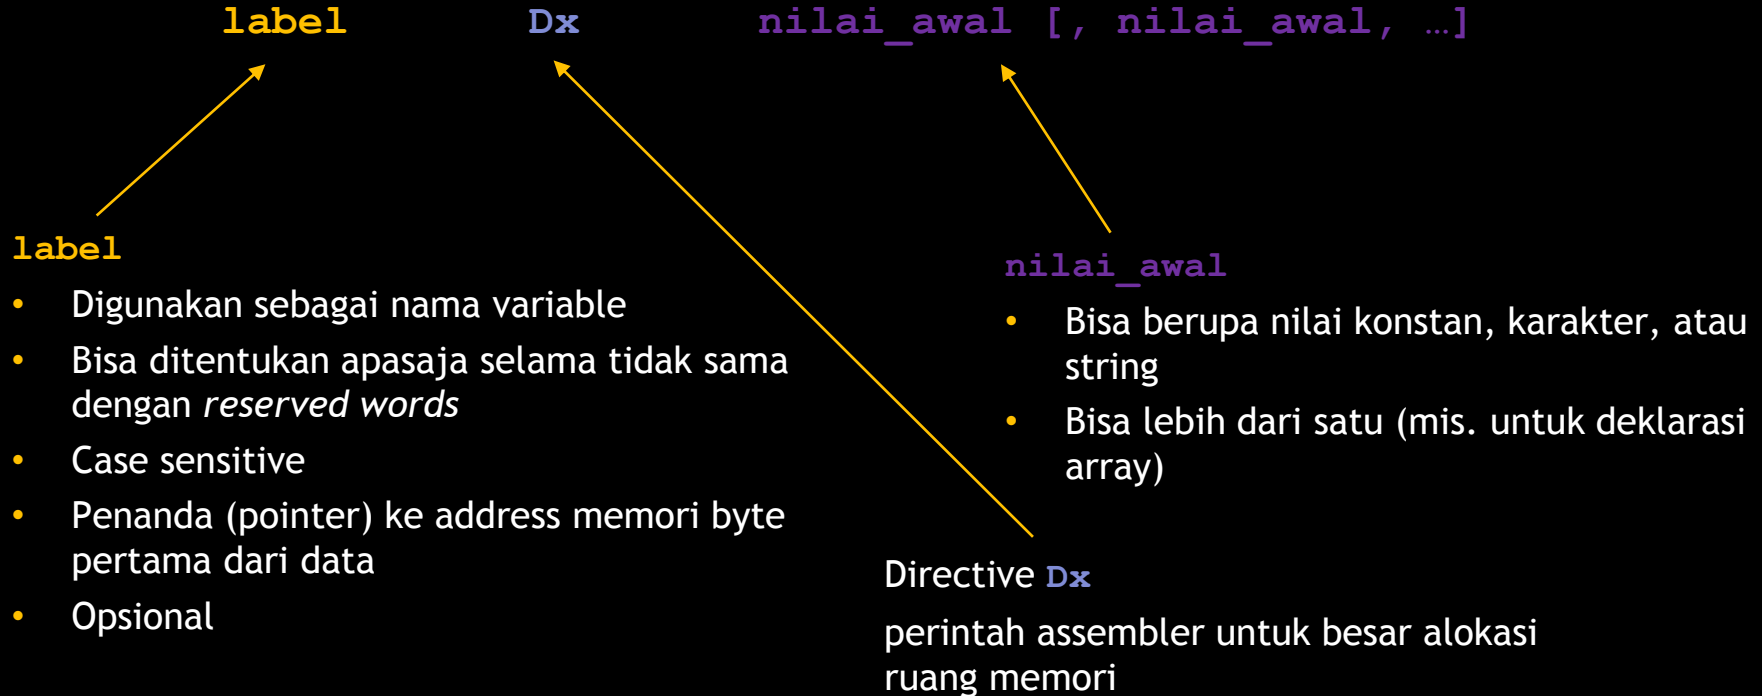 label Dx nilai_awal [, nilai_awal, …]
label
• Digunakan sebagai nama variable
• Bisa ditentukan apasaja selama tidak sama
dengan reserved words
• Case sensitive
• Penanda (pointer) ke address memori byte
pertama dari data
• Opsional
nilai_awal
• Bisa berupa nilai konstan, karakter, atau
string
• Bisa lebih dari satu (mis. untuk deklarasi
array)
Directive Dx
perintah assembler untuk besar alokasi
ruang memori